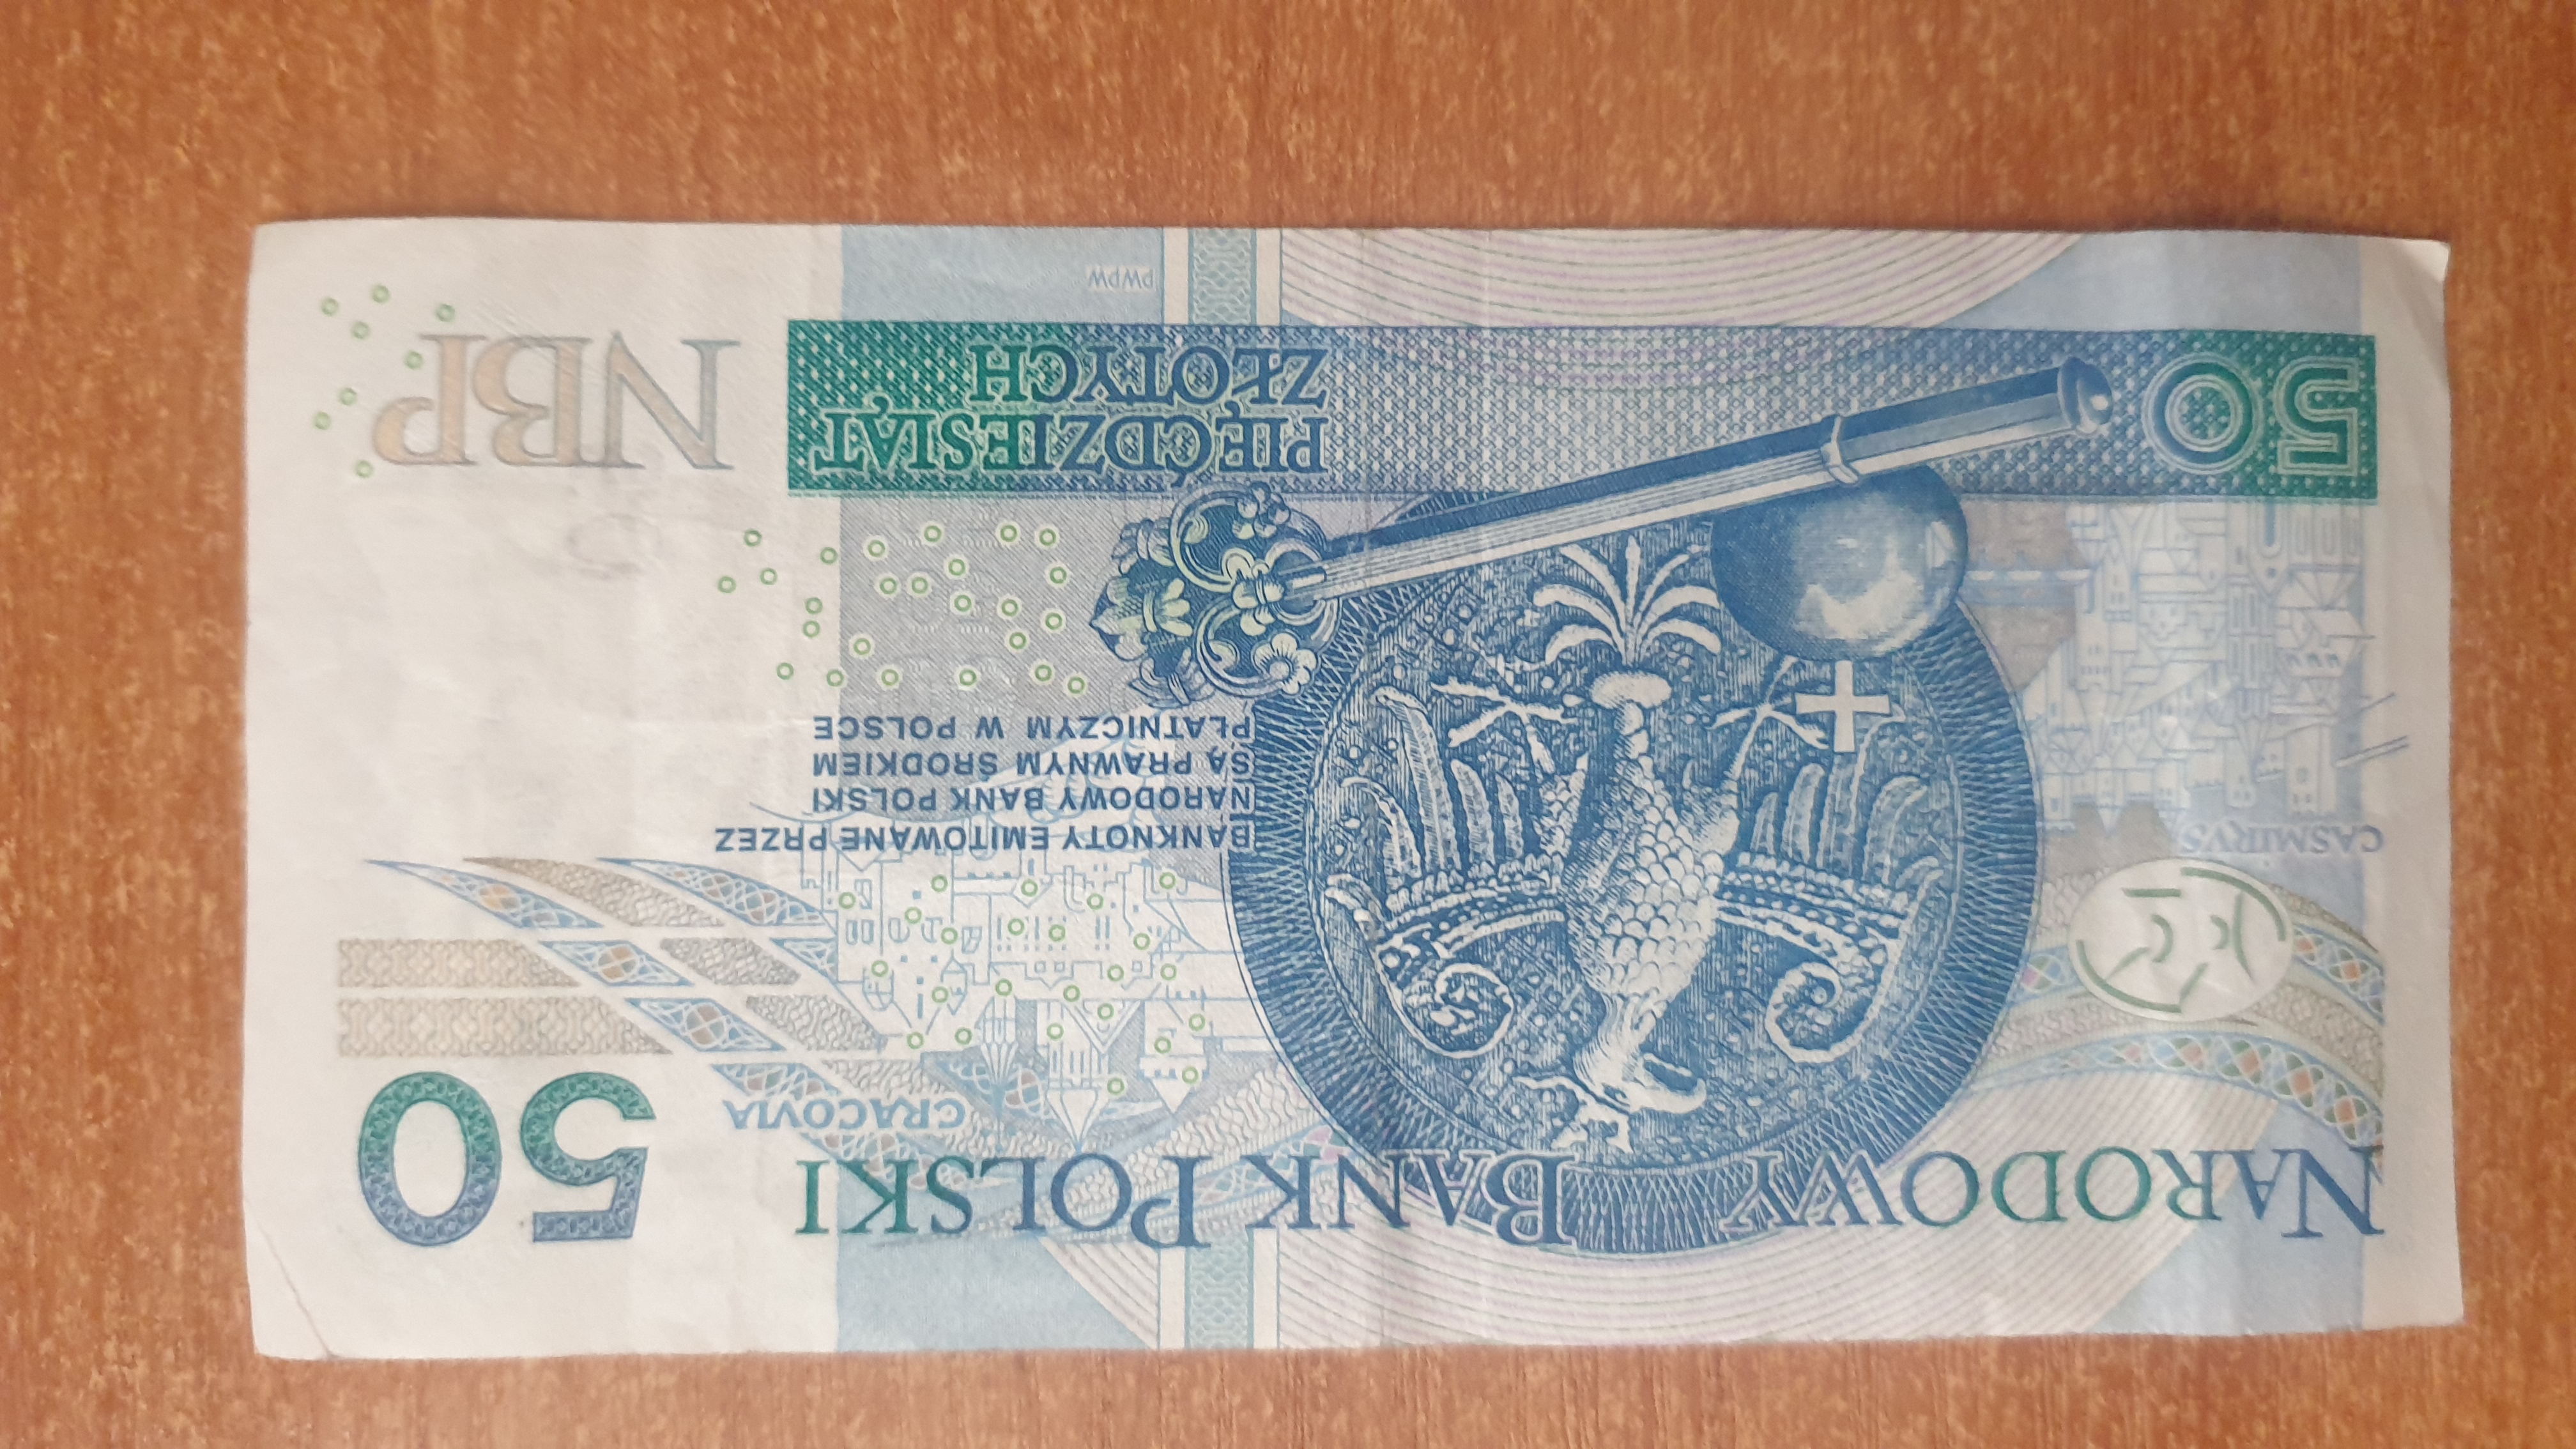 NARODOWY BANK POLSKI 50
CRACOVIA
BANKNOTY EMITOWANE PRZEZ
NARODOWY BANK POLSKI
SĄ PRAWNYM ŚRODKIEM
PŁATNICZYM W POLSCE
CASMIRVS
50
PIĘĆDZIESIĄT
ZŁOTYCH
NBP
PWPW